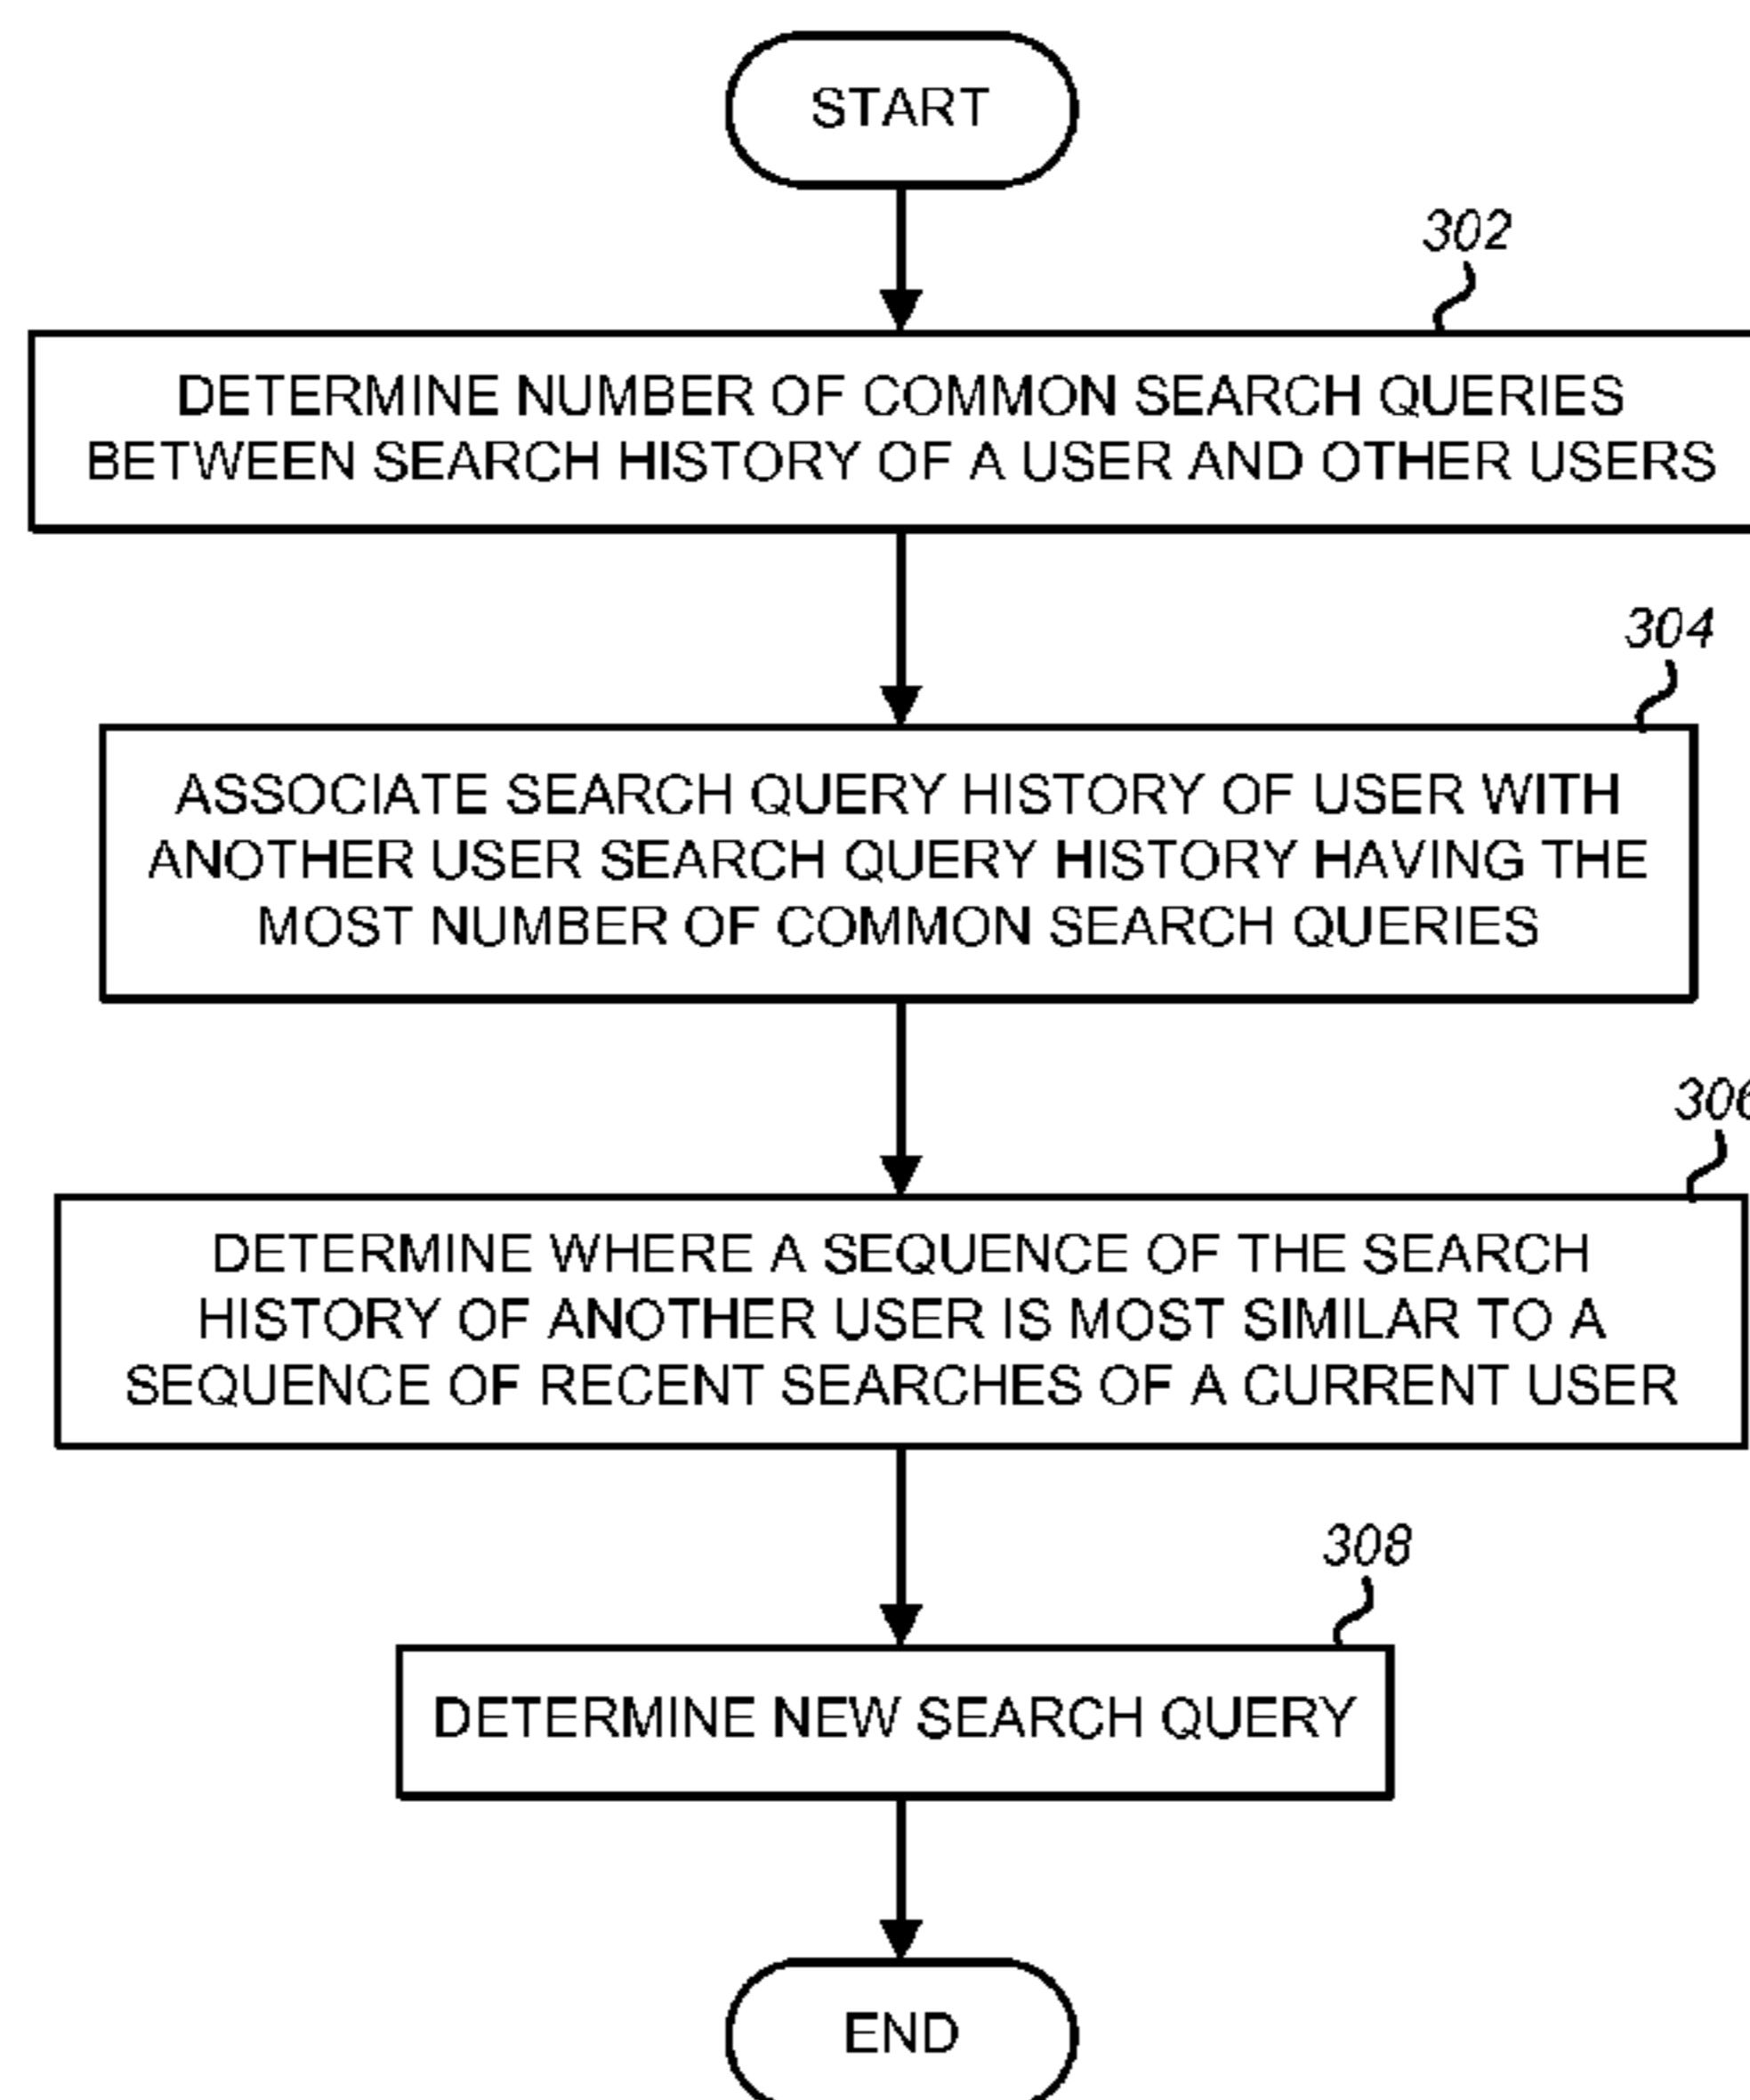 START
302
DETERMINE NUMBER OF COMMON SEARCH QUERIES
BETWEEN SEARCH HISTORY OF A USER AND OTHER USERS
304
ASSOCIATE SEARCH QUERY HISTORY OF USER WITH
ANOTHER USER SEARCH QUERY HISTORY HAVING THE
MOST NUMBER OF COMMON SEARCH QUERIES
306
DETERMINE WHERE A SEQUENCE OF THE SEARCH
HISTORY OF ANOTHER USER IS MOST SIMILAR TO A
SEQUENCE OF RECENT SEARCHES OF A CURRENT USER
308
DETERMINE NEW SEARCH QUERY
END